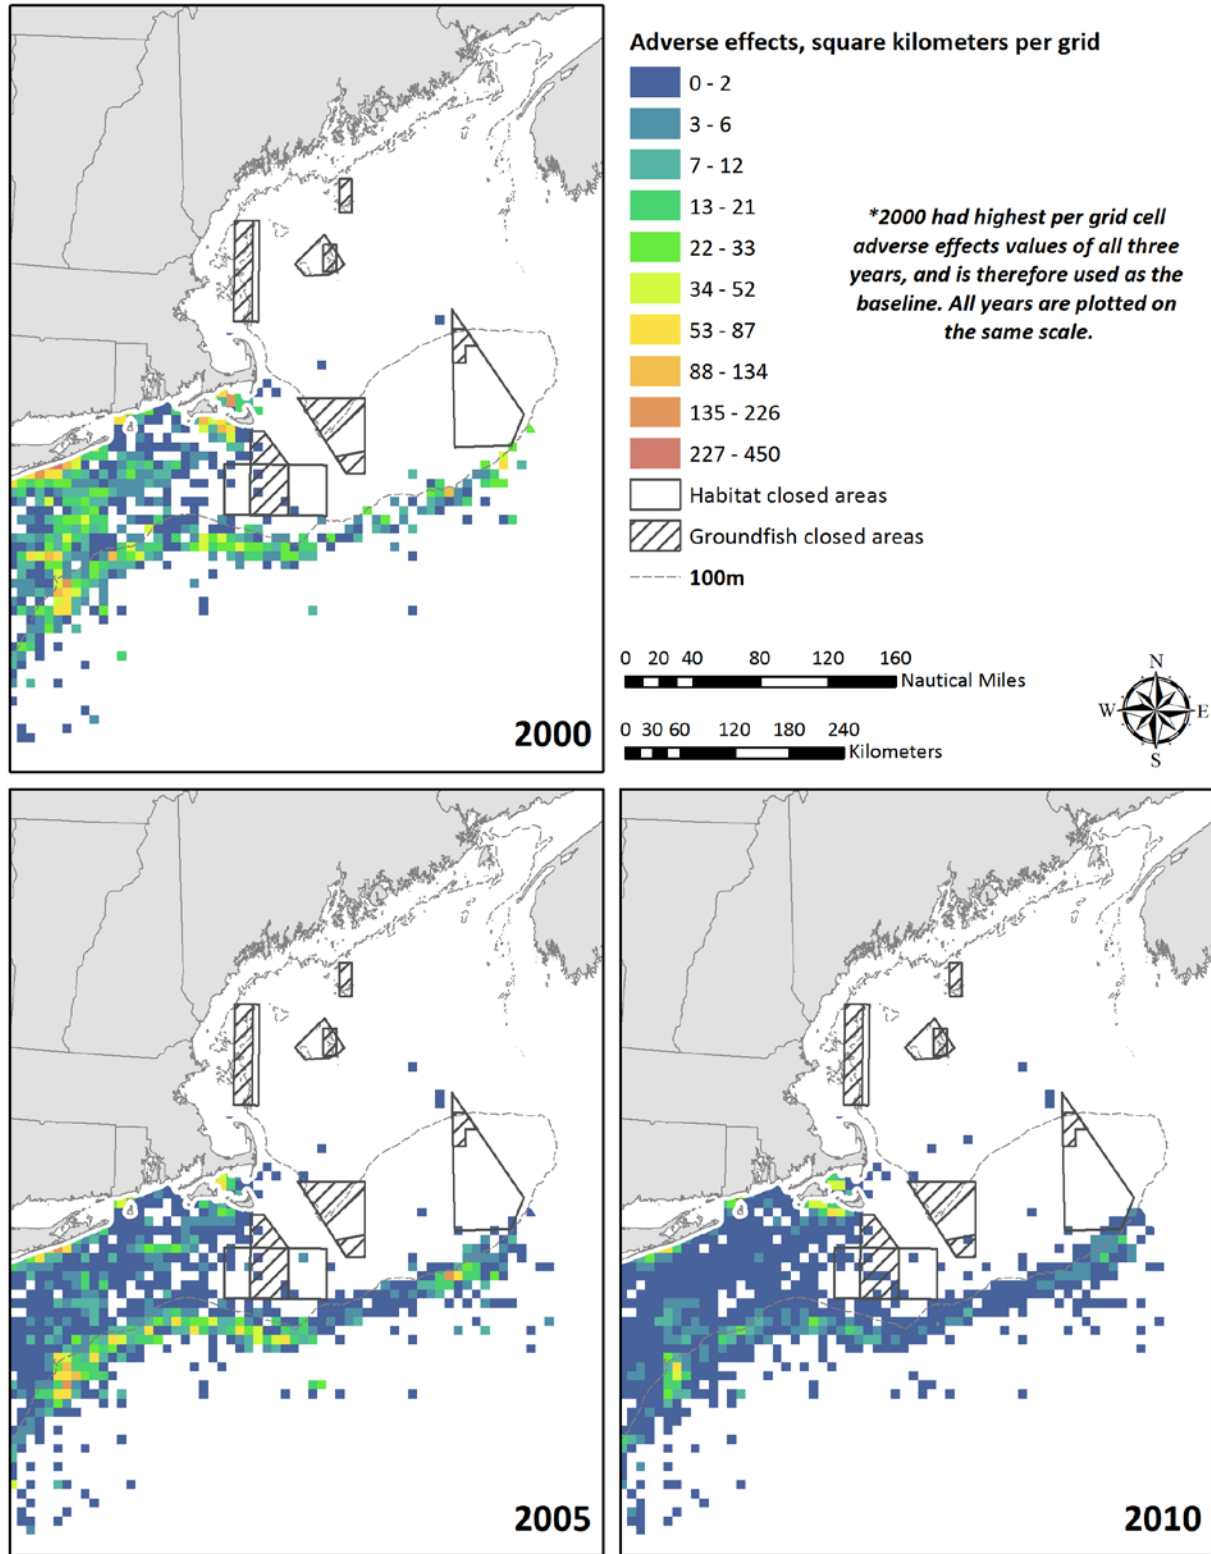 Adverse effects, square kilometers per grid
0 - 2
3 - 6
7 - 12
13 - 21
22 - 33
34 - 52
53 - 87
88 - 134
135 - 226
227 - 450
Habitat closed areas
Groundfish closed areas
100m
*2000 had highest per grid cell
adverse effects values of all three
years, and is therefore used as the
baseline. All years are plotted on
the same scale.
0 20 40 80 120 160
Nautical Miles
0 30 60 120 180 240
Kilometers
N
W E
S
2000
2005
2010